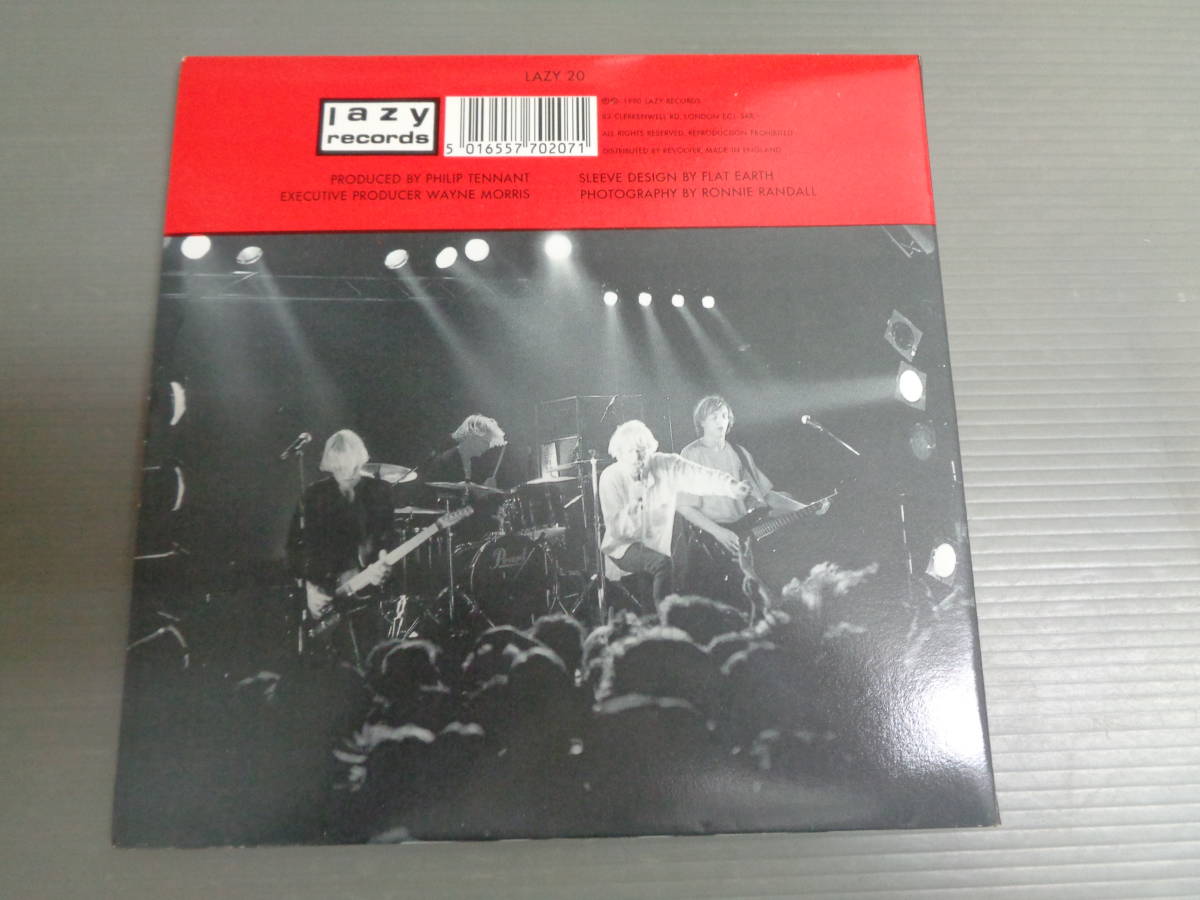 LAZY 20
lazy
records
5 016557 702071
℗© 1990 LAZY RECORDS
83 CLERKENWELL RD, LONDON EC1 5AR
ALL RIGHTS RESERVED, REPRODUCTION PROHIBITED
DISTRIBUTED BY REVOLVER, MADE IN ENGLAND
PRODUCED BY PHILIP TENNANT
EXECUTIVE PRODUCER WAYNE MORRIS
SLEEVE DESIGN BY FLAT EARTH
PHOTOGRAPHY BY RONNIE RANDALL
Pearl